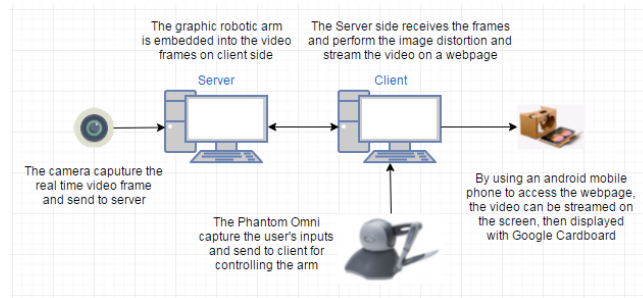 The graphic robotic arm
is embedded into the video
frames on client side
The Server side receives the frames
and perform the image distortion and
stream the video on a webpage
Server
Client
The camera caputure the
real time video frame
and send to server
The Phantom Omni
capture the user's inputs
and send to client for
controlling the arm
By using an android mobile
phone to access the webpage,
the video can be streamed on
the screen, then displayed
with Google Cardboard